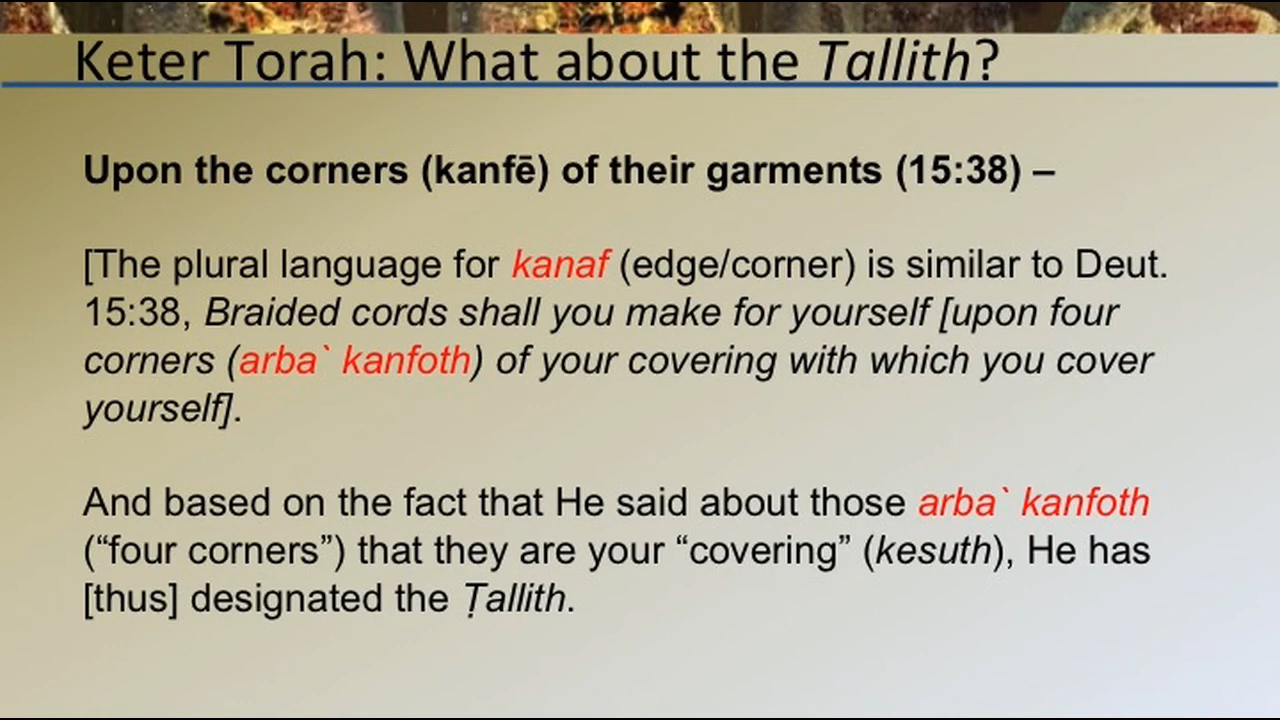 Keter Torah: What about the Tallith?
Upon the corners (kanfē) of their garments (15:38) –
[The plural language for kanaf (edge/corner) is similar to Deut.
15:38, Braided cords shall you make for yourself [upon four
corners (arba` kanfoth) of your covering with which you cover
yourself].
And based on the fact that He said about those arba` kanfoth
(“four corners”) that they are your “covering” (kesuth), He has
[thus] designated the Ṭallith.